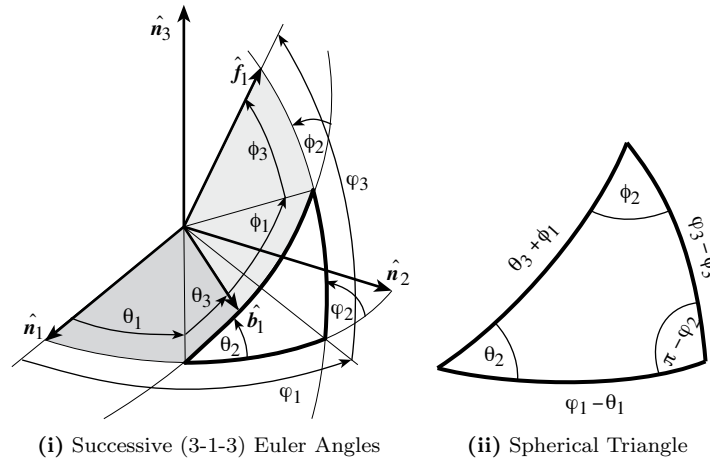 n̂₃
f̂₁
ϕ₃
ϕ₂
φ₃
ϕ₁
n̂₂
n̂₁
θ₁
θ₃
b̂₁
φ₂
θ₂
φ₁
(i) Successive (3-1-3) Euler Angles
ϕ₂
θ₃+ϕ₁
φ₃–ϕ₃
θ₂
π–φ₂
φ₁–θ₁
(ii) Spherical Triangle